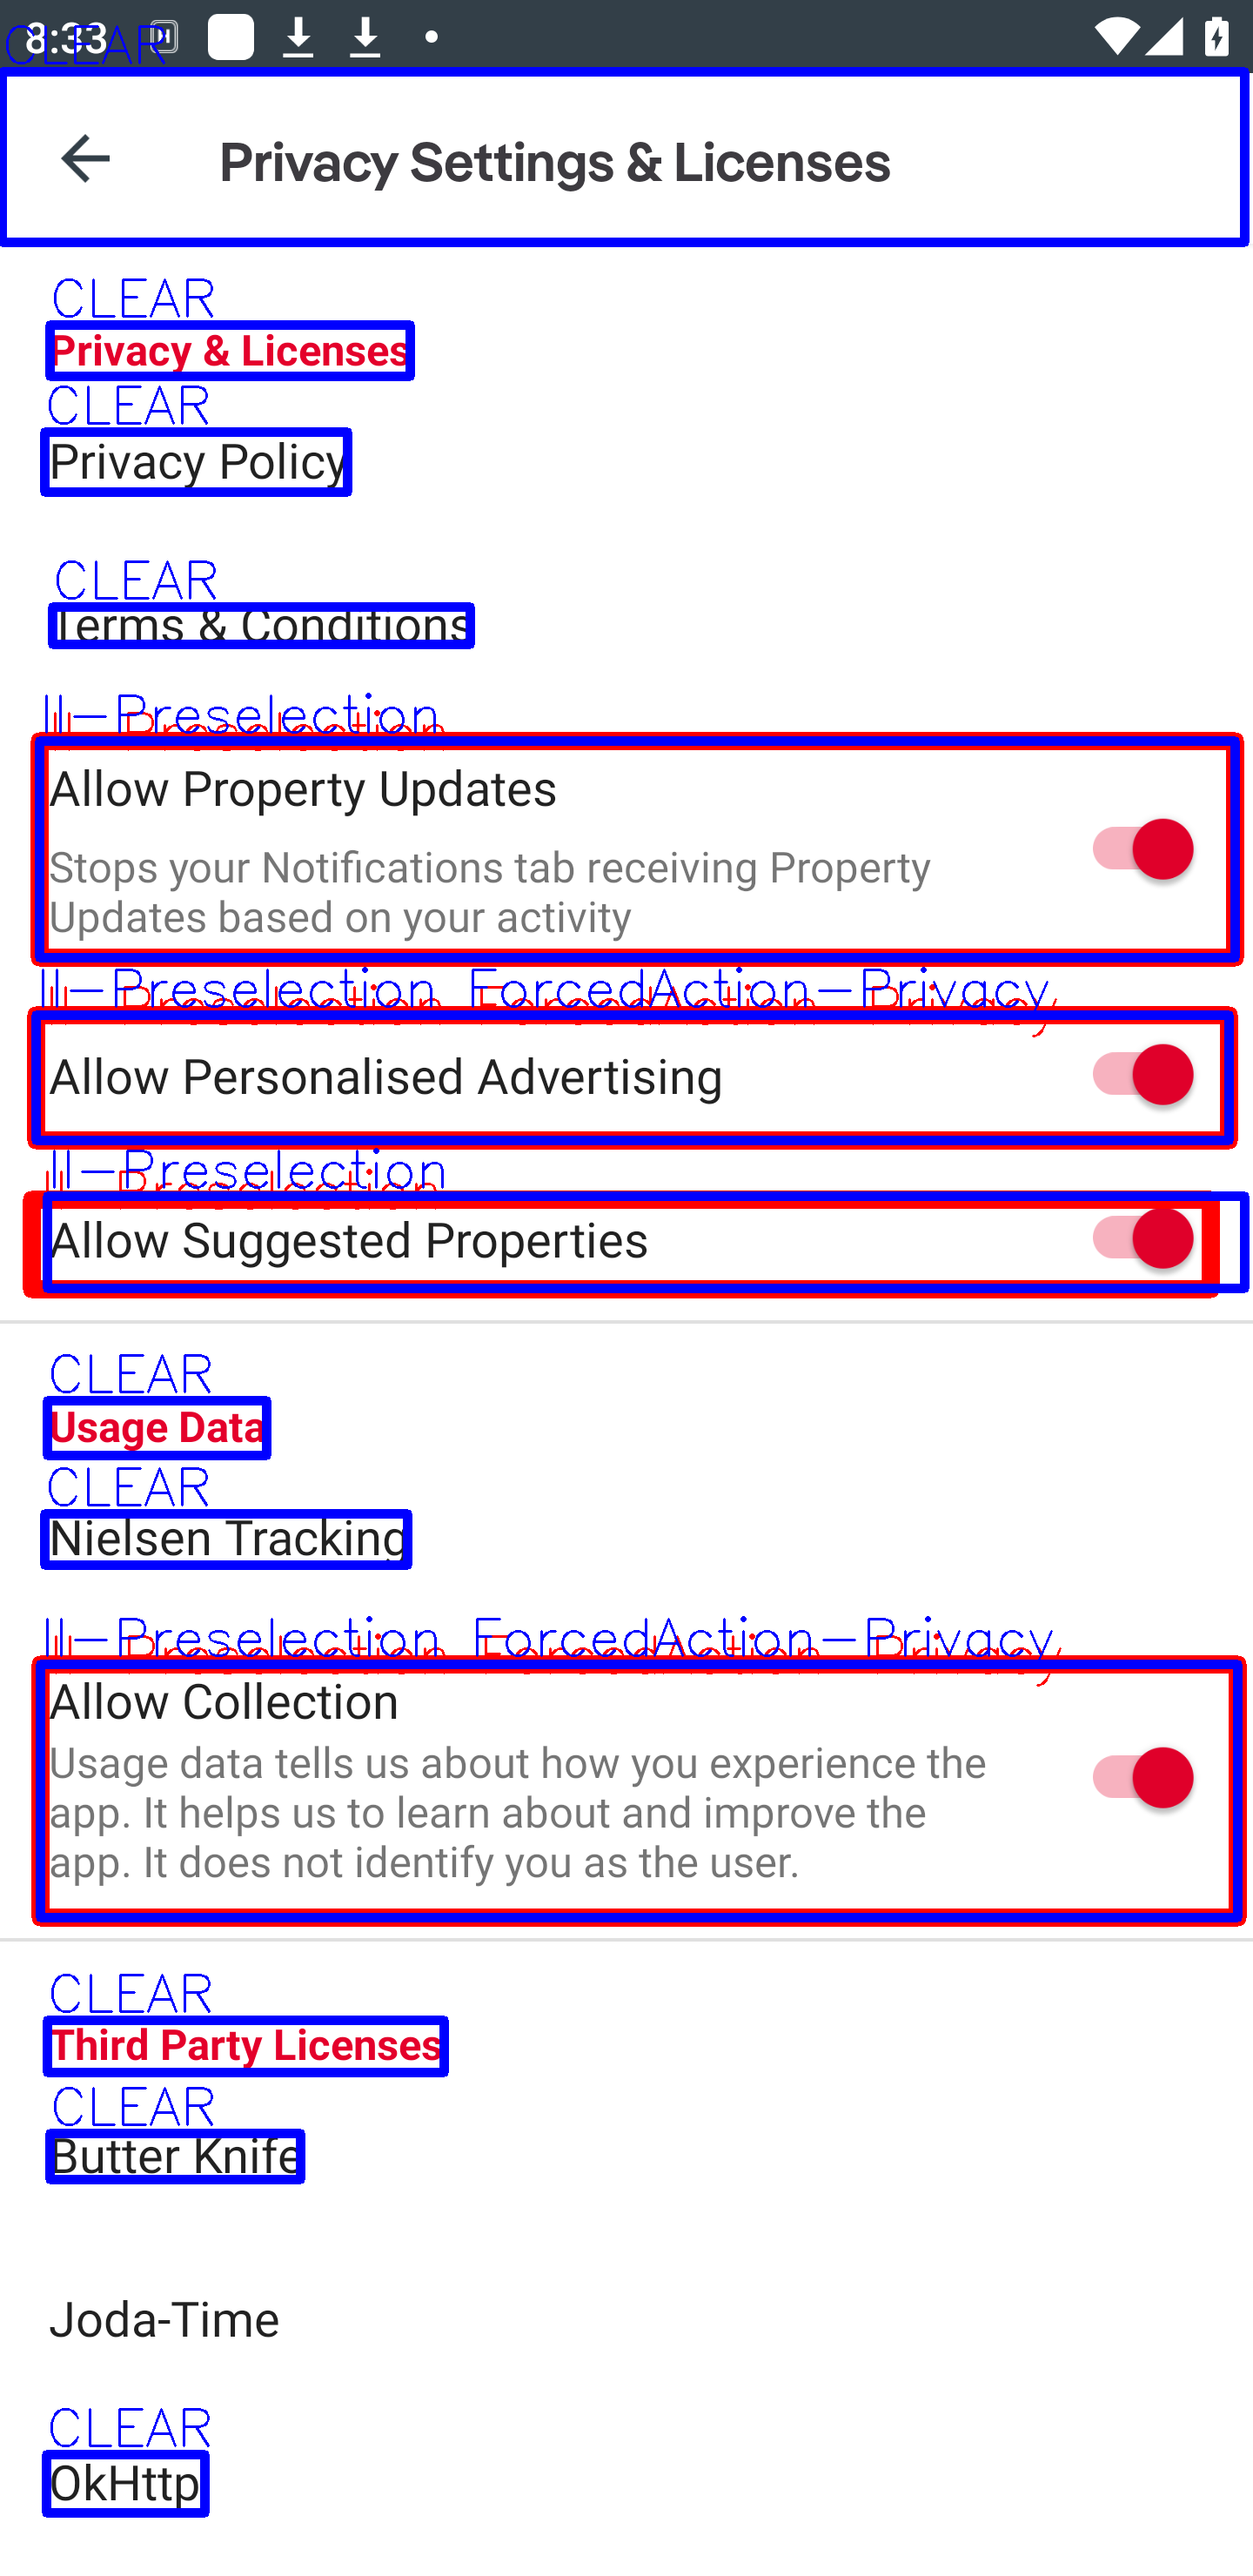 8:33
CLEAR
Privacy Settings & Licenses
CLEAR
Privacy & Licenses
CLEAR
Privacy Policy
CLEAR
Terms & Conditions
II-Preselection
II-Preselection
Allow Property Updates
Stops your Notifications tab receiving Property
Updates based on your activity
II-Preselection ForcedAction-Privacy
II-Preselection ForcedAction-Privacy
Allow Personalised Advertising
II-Preselection
II-Preselection
Allow Suggested Properties
CLEAR
Usage Data
CLEAR
Nielsen Tracking
II-Preselection ForcedAction-Privacy
II-Preselection ForcedAction-Privacy
Allow Collection
Usage data tells us about how you experience the
app. It helps us to learn about and improve the
app. It does not identify you as the user.
CLEAR
Third Party Licenses
CLEAR
Butter Knife
Joda-Time
CLEAR
OkHttp